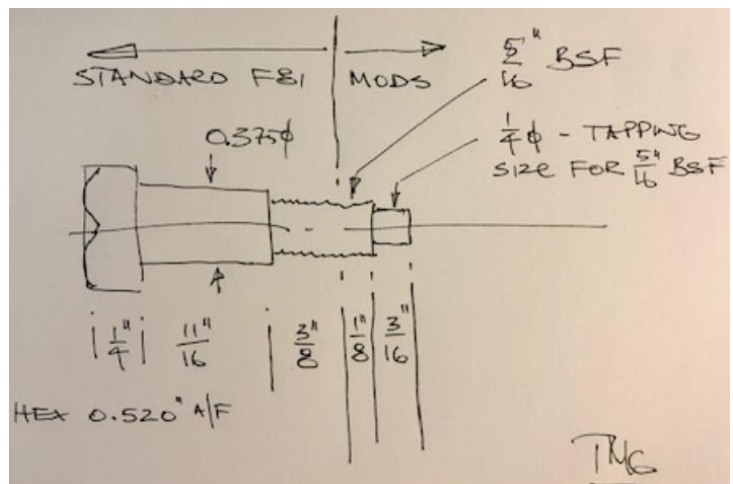 STANDARD F81 MODS
5" BSF
16
0.375φ
1/4 φ - TAPPING
SIZE FOR 5/16" BSF
1/4" 11/16" 3/8" 1/8" 3/16"
HEX 0.520" A/F
TMG